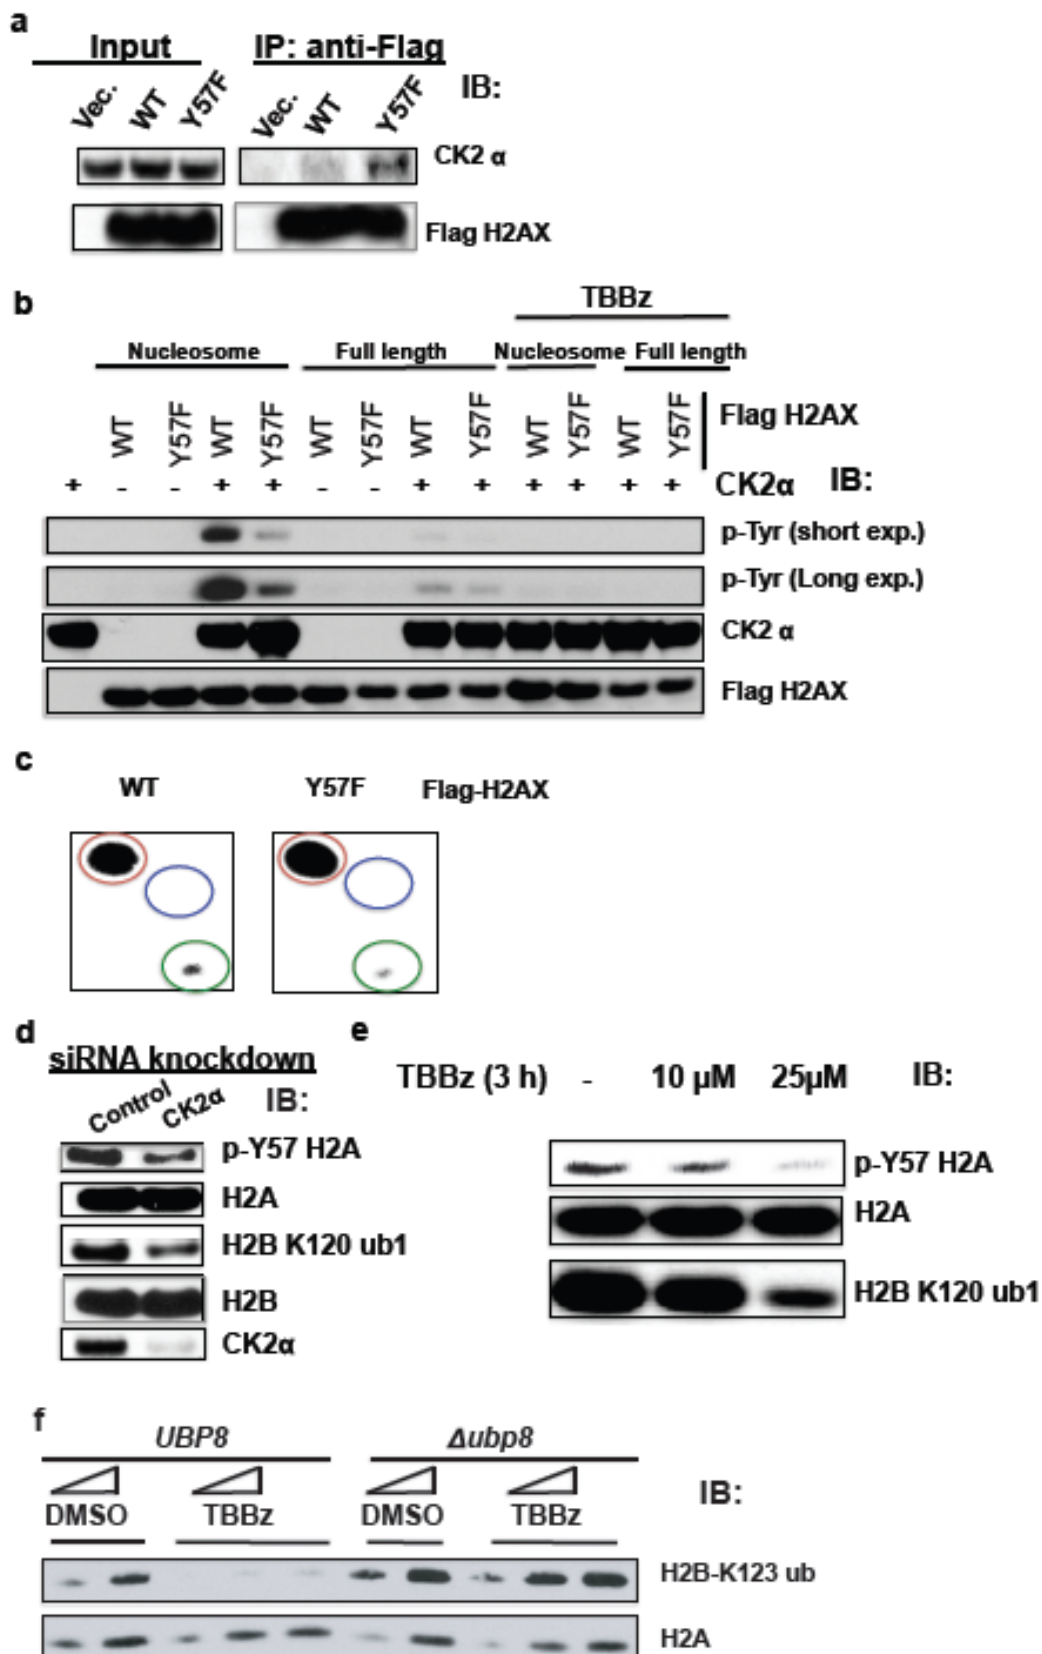 a
Input IP: anti-Flag
Vec. WT Y57F Vec. WT Y57F IB:
CK2 α
Flag H2AX
b
TBBz
Nucleosome Full length Nucleosome Full length
WT Y57F WT Y57F WT Y57F WT Y57F WT Y57F WT Y57F Flag H2AX
+ - - + + - - + + + + + + CK2α IB:
p-Tyr (short exp.)
p-Tyr (Long exp.)
CK2 α
Flag H2AX
c
WT Y57F Flag-H2AX
d
siRNA knockdown
Control CK2α IB:
p-Y57 H2A
H2A
H2B K120 ub1
H2B
CK2α
e
TBBz (3 h) - 10 µM 25µM IB:
p-Y57 H2A
H2A
H2B K120 ub1
f
UBP8 Δubp8
DMSO TBBz DMSO TBBz IB:
H2B-K123 ub
H2A